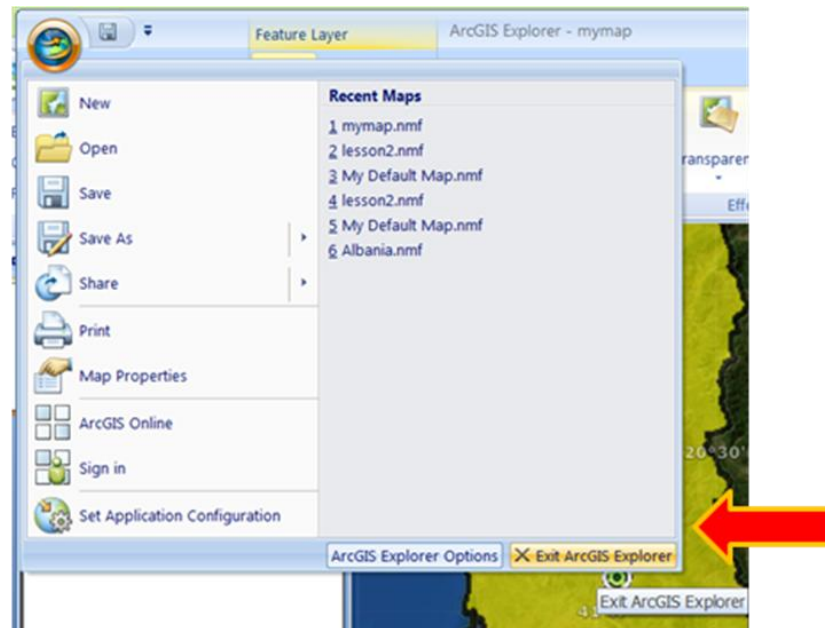 Feature Layer
ArcGIS Explorer - mymap
New
Open
Save
Save As
Share
Print
Map Properties
ArcGIS Online
Sign in
Set Application Configuration
Recent Maps
1 mymap.nmf
2 lesson2.nmf
3 My Default Map.nmf
4 lesson2.nmf
5 My Default Map.nmf
6 Albania.nmf
ransparer
Effe
20°30'
ArcGIS Explorer Options
Exit ArcGIS Explorer
Exit ArcGIS Explorer